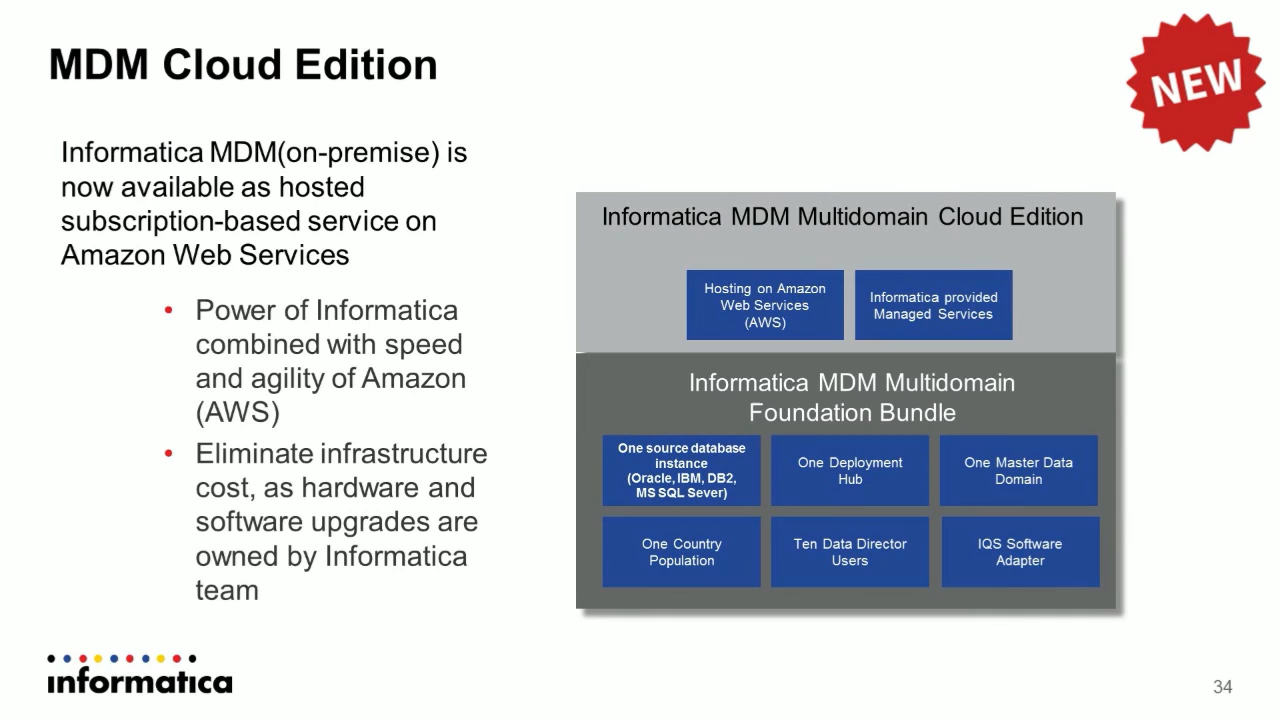 MDM Cloud Edition
NEW
Informatica MDM(on-premise) is
now available as hosted
subscription-based service on
Amazon Web Services
• Power of Informatica
combined with speed
and agility of Amazon
(AWS)
• Eliminate infrastructure
cost, as hardware and
software upgrades are
owned by Informatica
team
Informatica MDM Multidomain Cloud Edition
Hosting on Amazon
Web Services
(AWS)
Informatica provided
Managed Services
Informatica MDM Multidomain
Foundation Bundle
One source database
instance
(Oracle, IBM, DB2,
MS SQL Sever)
One Deployment
Hub
One Master Data
Domain
One Country
Population
Ten Data Director
Users
IQS Software
Adapter
informatica
34